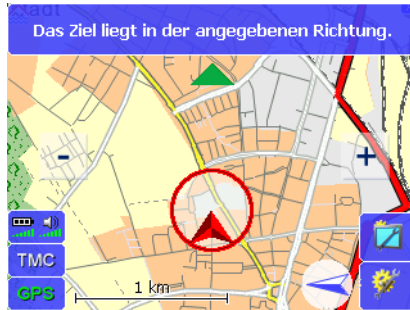 Das Ziel liegt in der angegebenen Richtung.
-
+
TMC
GPS
1 km